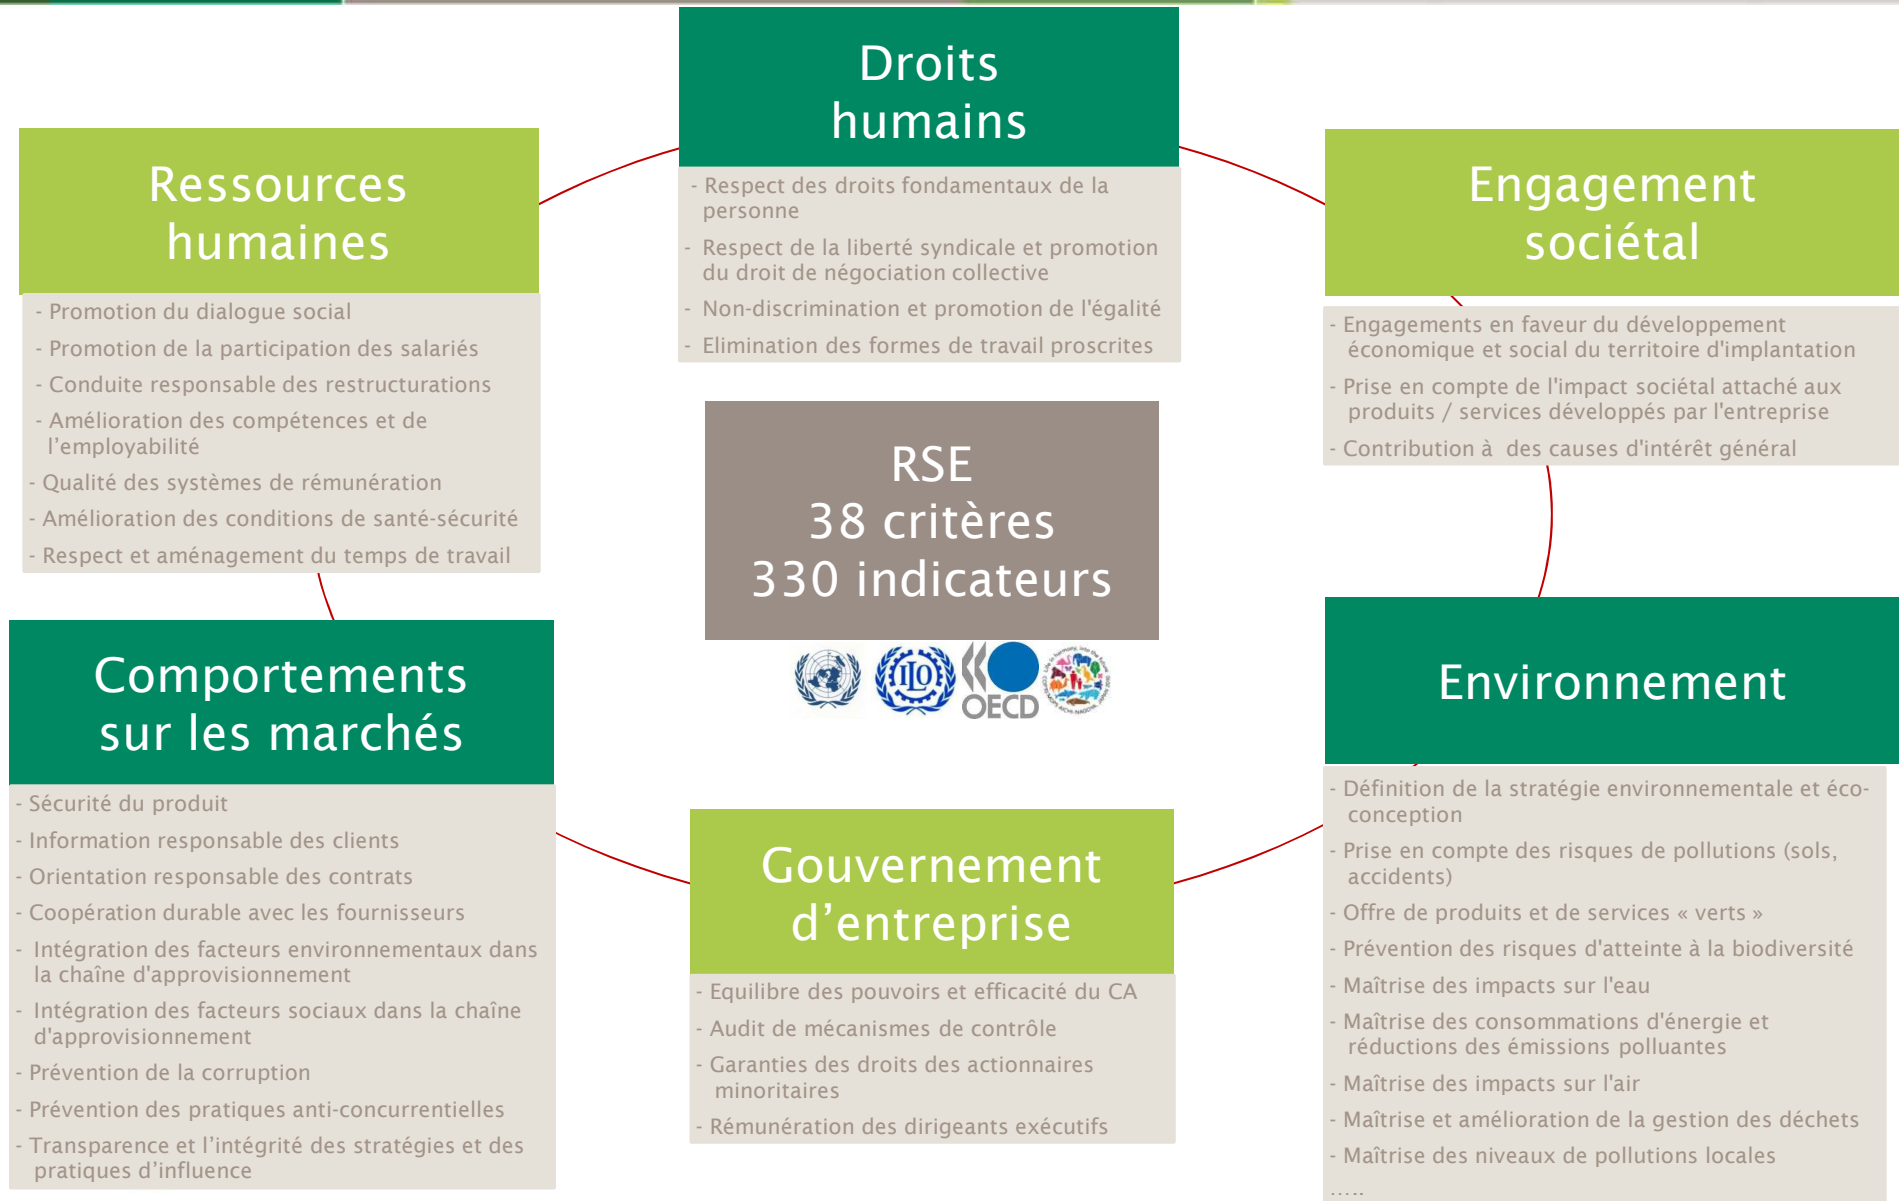 Droits
humains
- Respect des droits fondamentaux de la
personne
- Respect de la liberté syndicale et promotion
du droit de négociation collective
- Non-discrimination et promotion de l'égalité
- Elimination des formes de travail proscrites
Ressources
humaines
- Promotion du dialogue social
- Promotion de la participation des salariés
- Conduite responsable des restructurations
- Amélioration des compétences et de
l’employabilité
- Qualité des systèmes de rémunération
- Amélioration des conditions de santé-sécurité
- Respect et aménagement du temps de travail
Engagement
sociétal
- Engagements en faveur du développement
économique et social du territoire d'implantation
- Prise en compte de l'impact sociétal attaché aux
produits / services développés par l'entreprise
- Contribution à des causes d'intérêt général
RSE
38 critères
330 indicateurs
ILO
OECD
Comportements
sur les marchés
- Sécurité du produit
- Information responsable des clients
- Orientation responsable des contrats
- Coopération durable avec les fournisseurs
- Intégration des facteurs environnementaux dans
la chaîne d'approvisionnement
- Intégration des facteurs sociaux dans la chaîne
d'approvisionnement
- Prévention de la corruption
- Prévention des pratiques anti-concurrentielles
- Transparence et l’intégrité des stratégies et des
pratiques d’influence
Gouvernement
d’entreprise
- Equilibre des pouvoirs et efficacité du CA
- Audit de mécanismes de contrôle
- Garanties des droits des actionnaires
minoritaires
- Rémunération des dirigeants exécutifs
Environnement
- Définition de la stratégie environnementale et éco-
conception
- Prise en compte des risques de pollutions (sols,
accidents)
- Offre de produits et de services « verts »
- Prévention des risques d'atteinte à la biodiversité
- Maîtrise des impacts sur l'eau
- Maîtrise des consommations d'énergie et
réductions des émissions polluantes
- Maîtrise des impacts sur l'air
- Maîtrise et amélioration de la gestion des déchets
- Maîtrise des niveaux de pollutions locales
…..